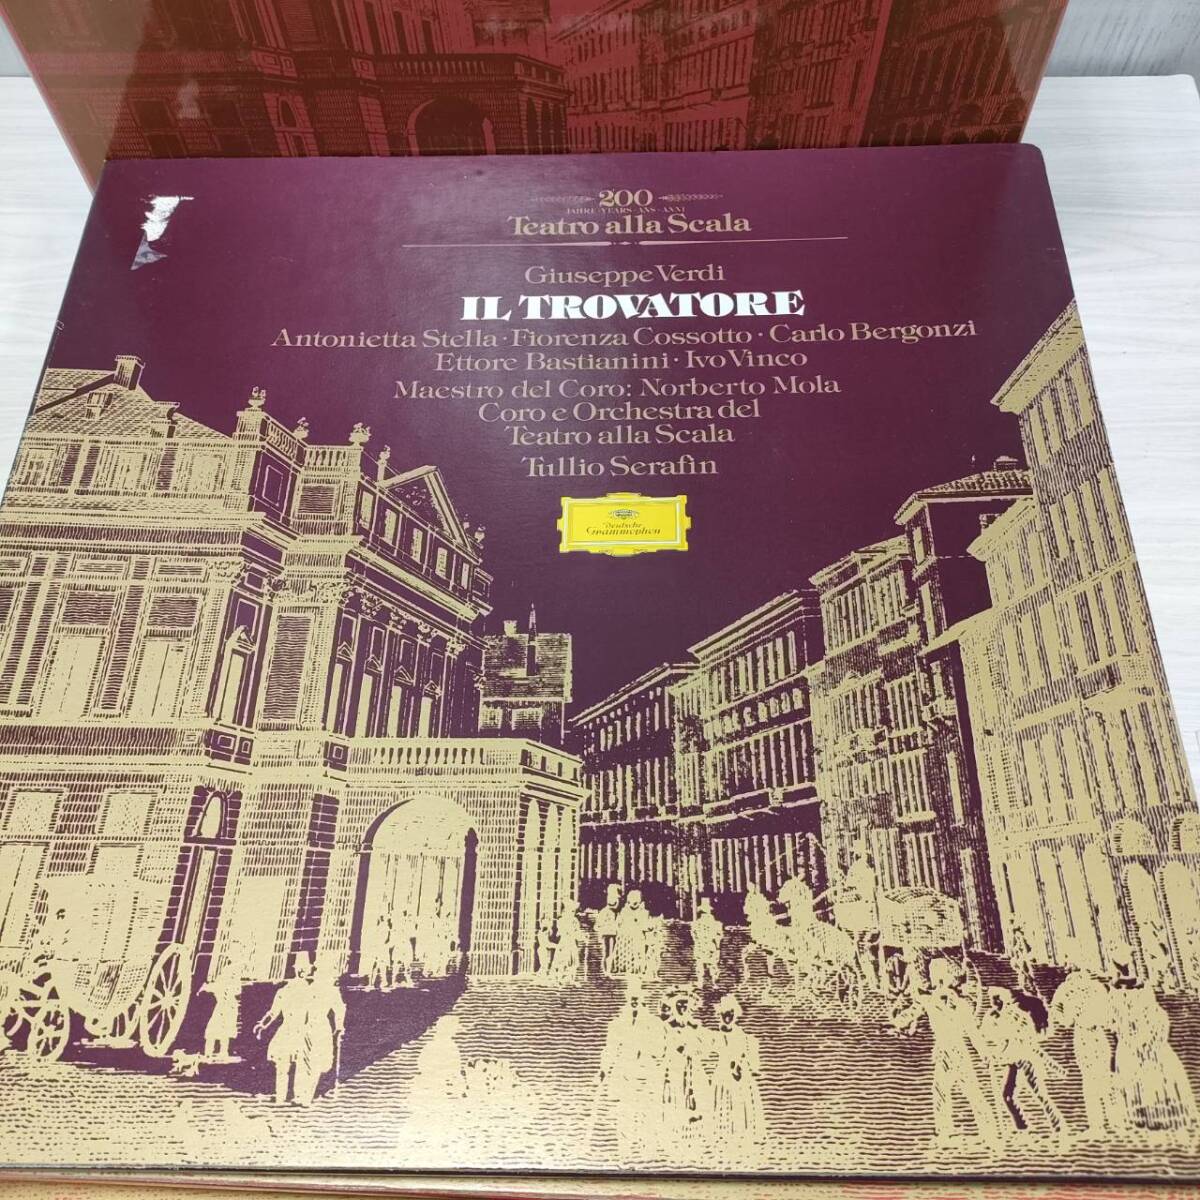 200
JAHRE · YEARS · ANS · ANNI
Teatro alla Scala
Giuseppe Verdi
IL TROVATORE
Antonietta Stella · Fiorenza Cossotto · Carlo Bergonzi
Ettore Bastianini · Ivo Vinco
Maestro del Coro: Norberto Mola
Coro e Orchestra del
Teatro alla Scala
Tullio Serafin
Deutsche
Grammophon